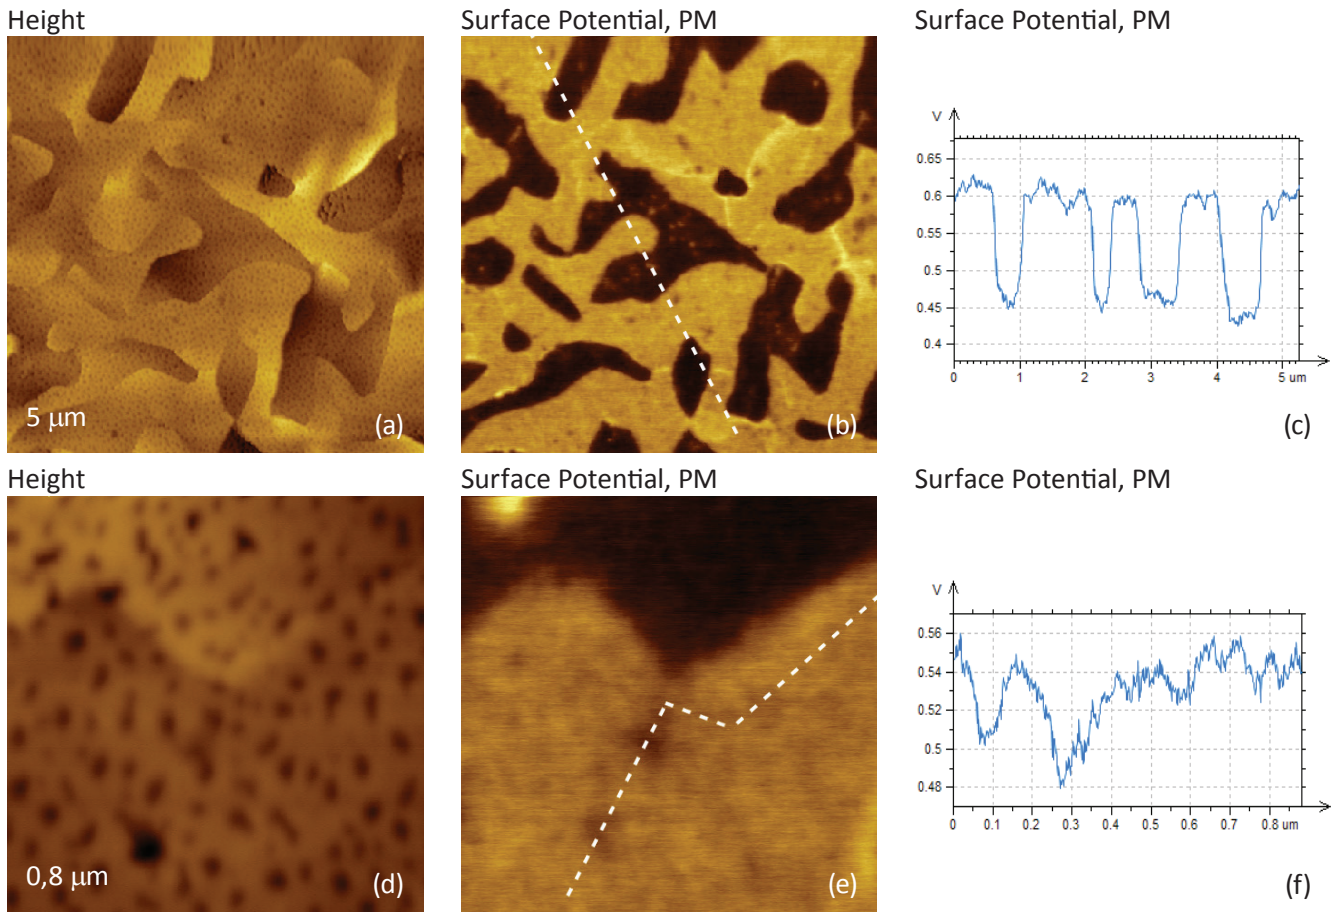 Height
Surface Potential, PM
Surface Potential, PM
5 μm
(a)
(b)
V
0.65
0.6
0.55
0.5
0.45
0.4
0
1
2
3
4
5 um
(c)
Height
Surface Potential, PM
Surface Potential, PM
0,8 μm
(d)
(e)
V
0.56
0.54
0.52
0.5
0.48
0
0.1
0.2
0.3
0.4
0.5
0.6
0.7
0.8 um
(f)